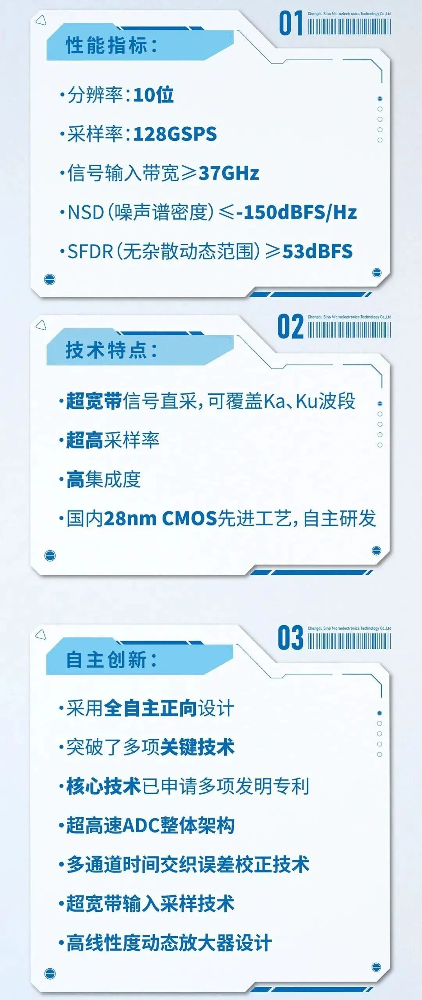 01 Chengdu Sino Microelectronics Technology Co.,Ltd
性能指标：
·分辨率：10位
·采样率：128GSPS
·信号输入带宽≥37GHz
·NSD（噪声谱密度）≤-150dBFS/Hz
·SFDR（无杂散动态范围）≥53dBFS
02 Chengdu Sino Microelectronics Technology Co.,Ltd
技术特点：
·超宽带信号直采，可覆盖Ka、Ku波段
·超高采样率
·高集成度
·国内28nm CMOS先进工艺，自主研发
03 Chengdu Sino Microelectronics Technology Co.,Ltd
自主创新：
·采用全自主正向设计
·突破了多项关键技术
·核心技术已申请多项发明专利
·超高速ADC整体架构
·多通道时间交织误差校正技术
·超宽带输入采样技术
·高线性度动态放大器设计